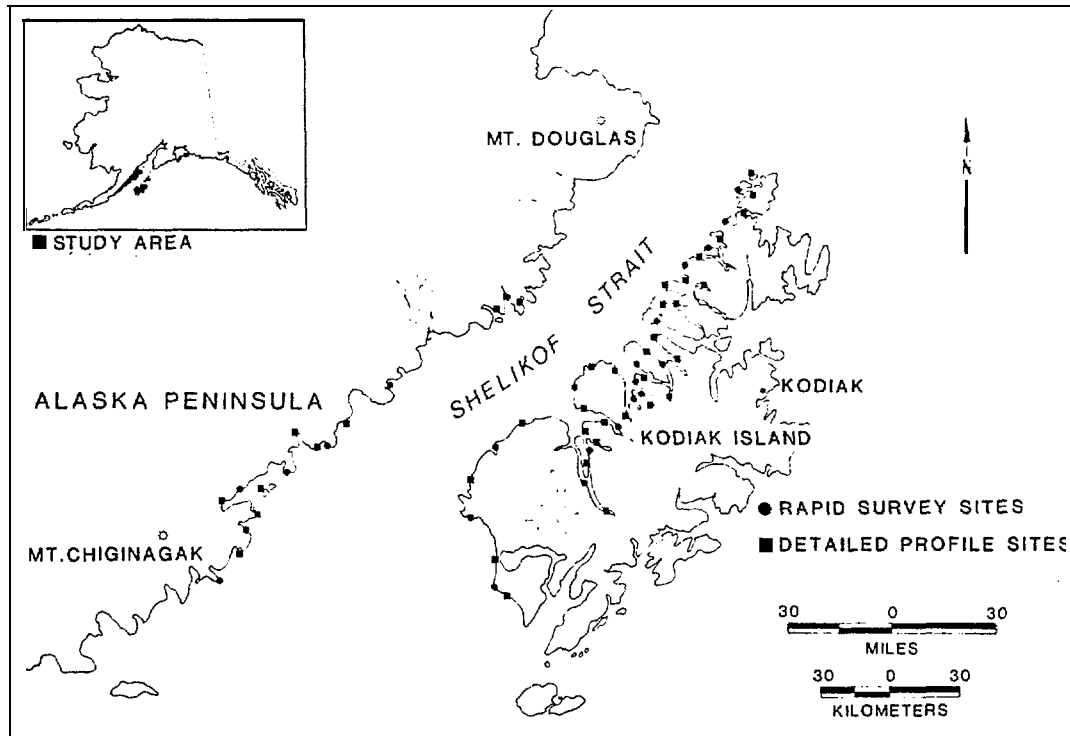 MT. DOUGLAS
N
■ STUDY AREA
SHELIKOF STRAIT
ALASKA PENINSULA
KODIAK
KODIAK ISLAND
● RAPID SURVEY SITES
MT. CHIGINAGAK
■ DETAILED PROFILE SITES
30 0 30
MILES
30 0 30
KILOMETERS